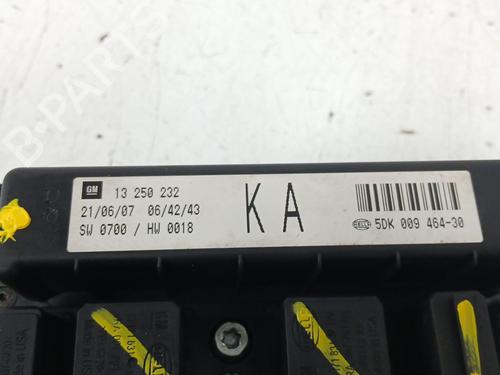 B-PARTS
GM 13 250 232
21/06/07 06/42/43
SW 0700 / HW 0018
KA
HELLA 5DK 009 464-30